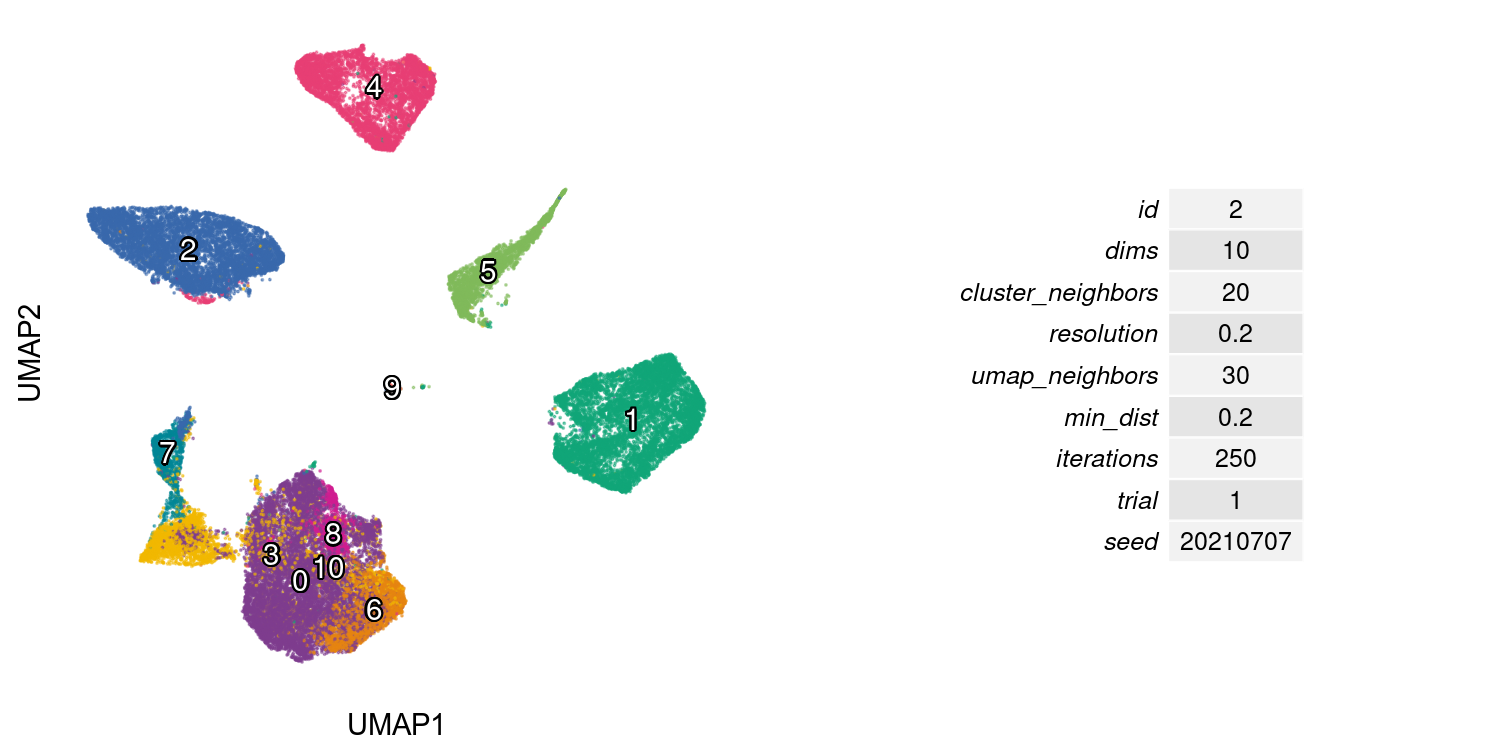 4
2
5
9
1
7
8
3
10
0
6
UMAP2
UMAP1
id 2
dims 10
cluster_neighbors 20
resolution 0.2
umap_neighbors 30
min_dist 0.2
iterations 250
trial 1
seed 20210707